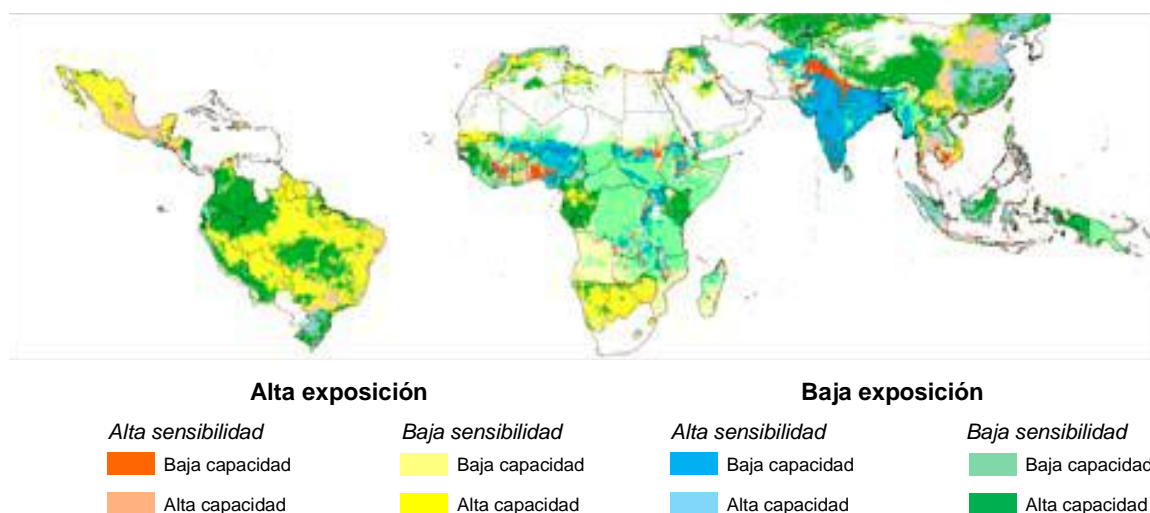 Alta exposición Baja exposición
Alta sensibilidad Baja sensibilidad Alta sensibilidad Baja sensibilidad
Baja capacidad Baja capacidad Baja capacidad Baja capacidad
Alta capacidad Alta capacidad Alta capacidad Alta capacidad